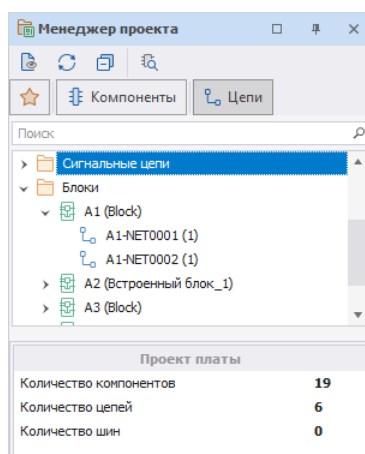 Менеджер проекта
Компоненты
Цепи
Поиск
Сигнальные цепи
Блоки
A1 (Block)
A1-NET0001 (1)
A1-NET0002 (1)
A2 (Встроенный блок_1)
A3 (Block)
Проект платы
Количество компонентов 19
Количество цепей 6
Количество шин 0